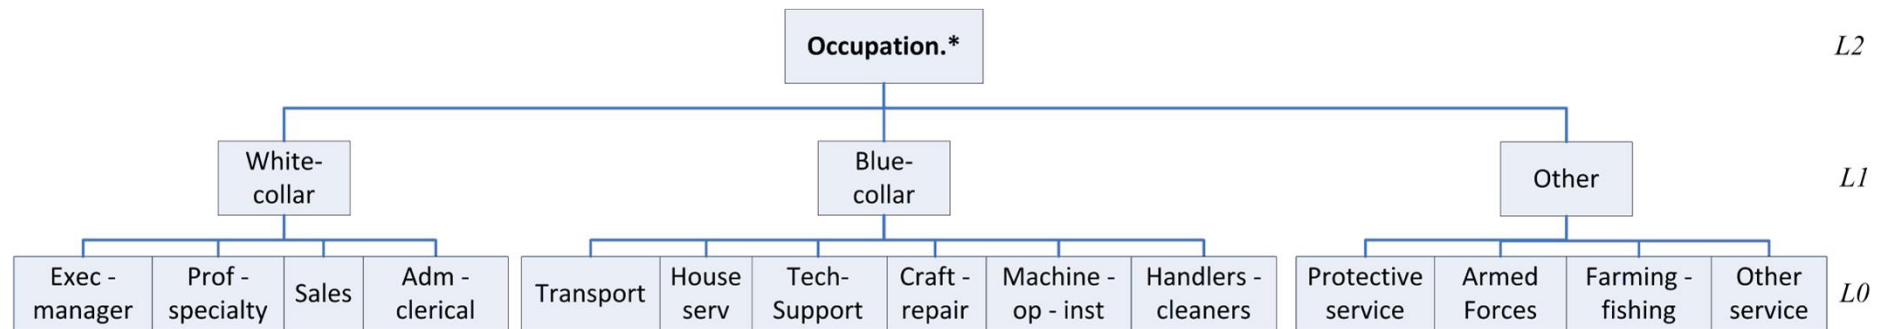 Occupation.*
L2
White-
collar
Blue-
collar
Other
L1
Exec -
manager
Prof -
specialty
Sales
Adm -
clerical
Transport
House
serv
Tech-
Support
Craft -
repair
Machine -
op - inst
Handlers -
cleaners
Protective
service
Armed
Forces
Farming -
fishing
Other
service
L0